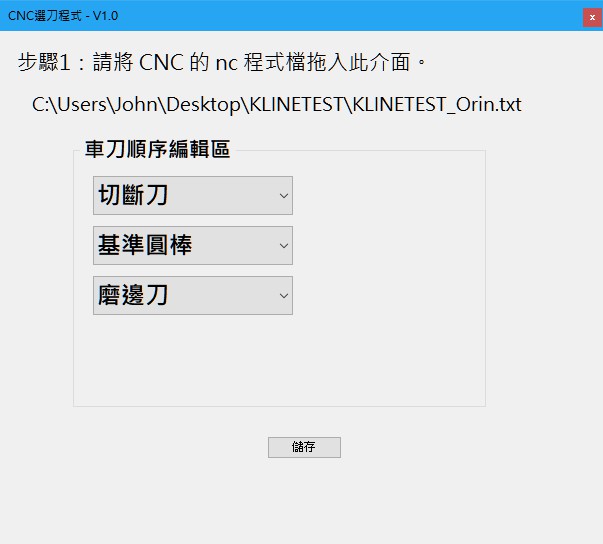 CNC選刀程式 - V1.0
x
步驟1：請將 CNC 的 nc 程式檔拖入此介面。
C:\Users\John\Desktop\KLINETEST\KLINETEST_Orin.txt
車刀順序編輯區
切斷刀
基準圓棒
磨邊刀
儲存